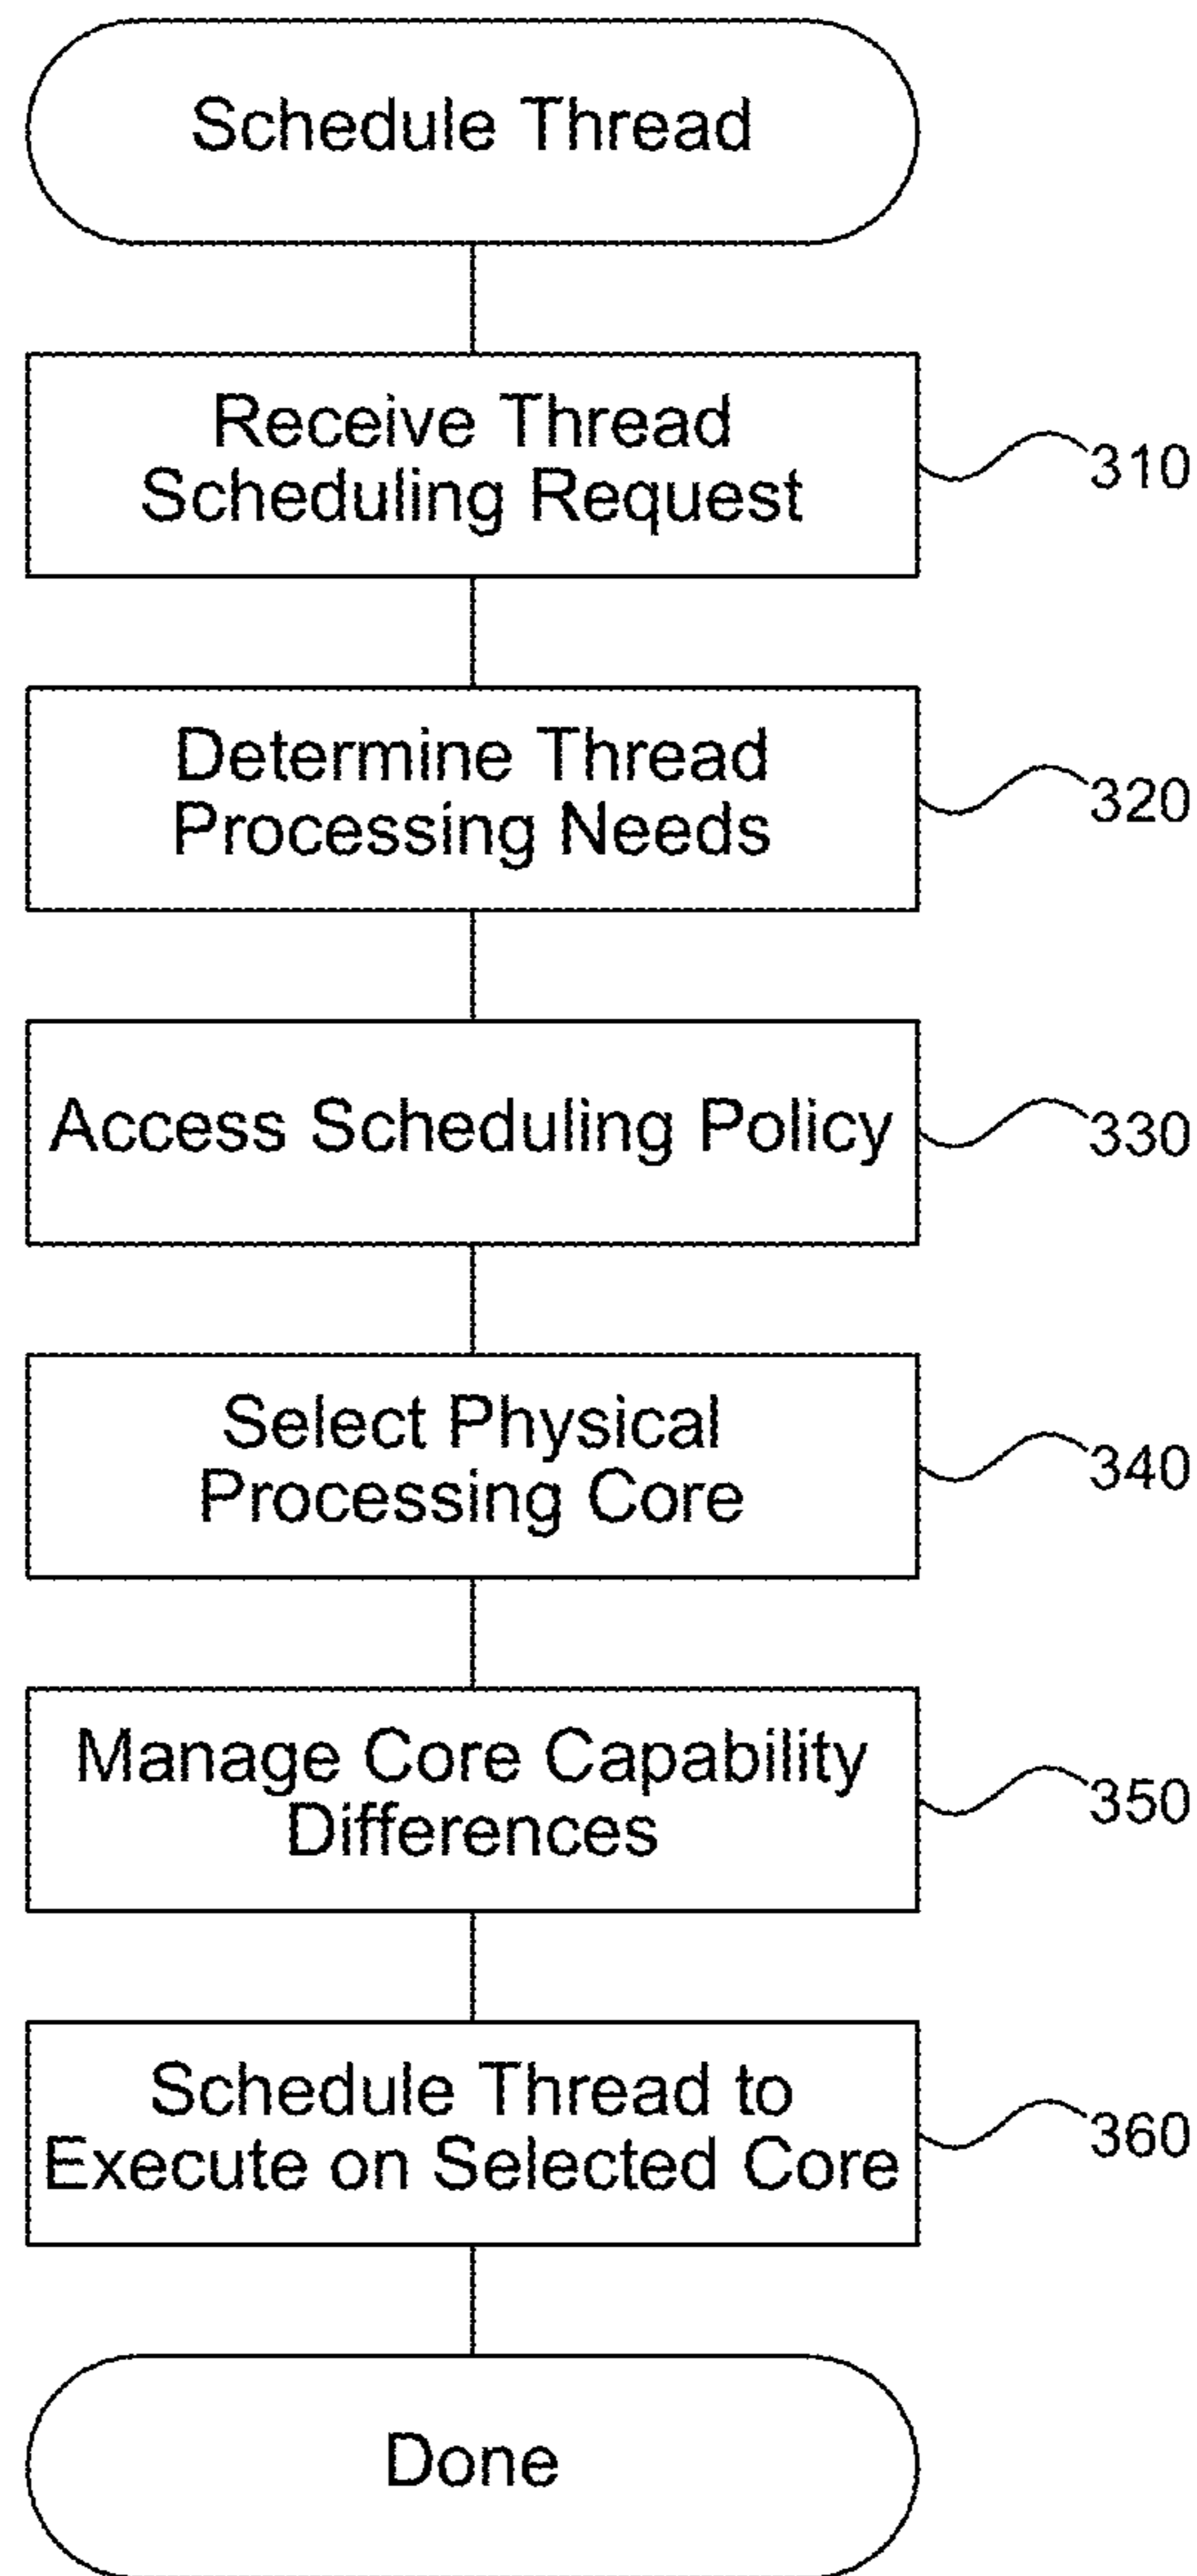 Schedule Thread
Receive Thread
Scheduling Request
310
Determine Thread
Processing Needs
320
Access Scheduling Policy
330
Select Physical
Processing Core
340
Manage Core Capability
Differences
350
Schedule Thread to
Execute on Selected Core
360
Done